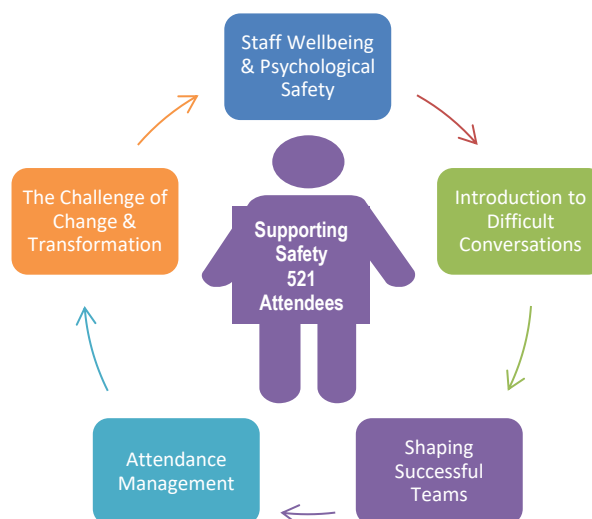 Staff Wellbeing
& Psychological
Safety
The Challenge of
Change &
Transformation
Introduction to
Difficult
Conversations
Supporting
Safety
521
Attendees
Attendance
Management
Shaping
Successful
Teams